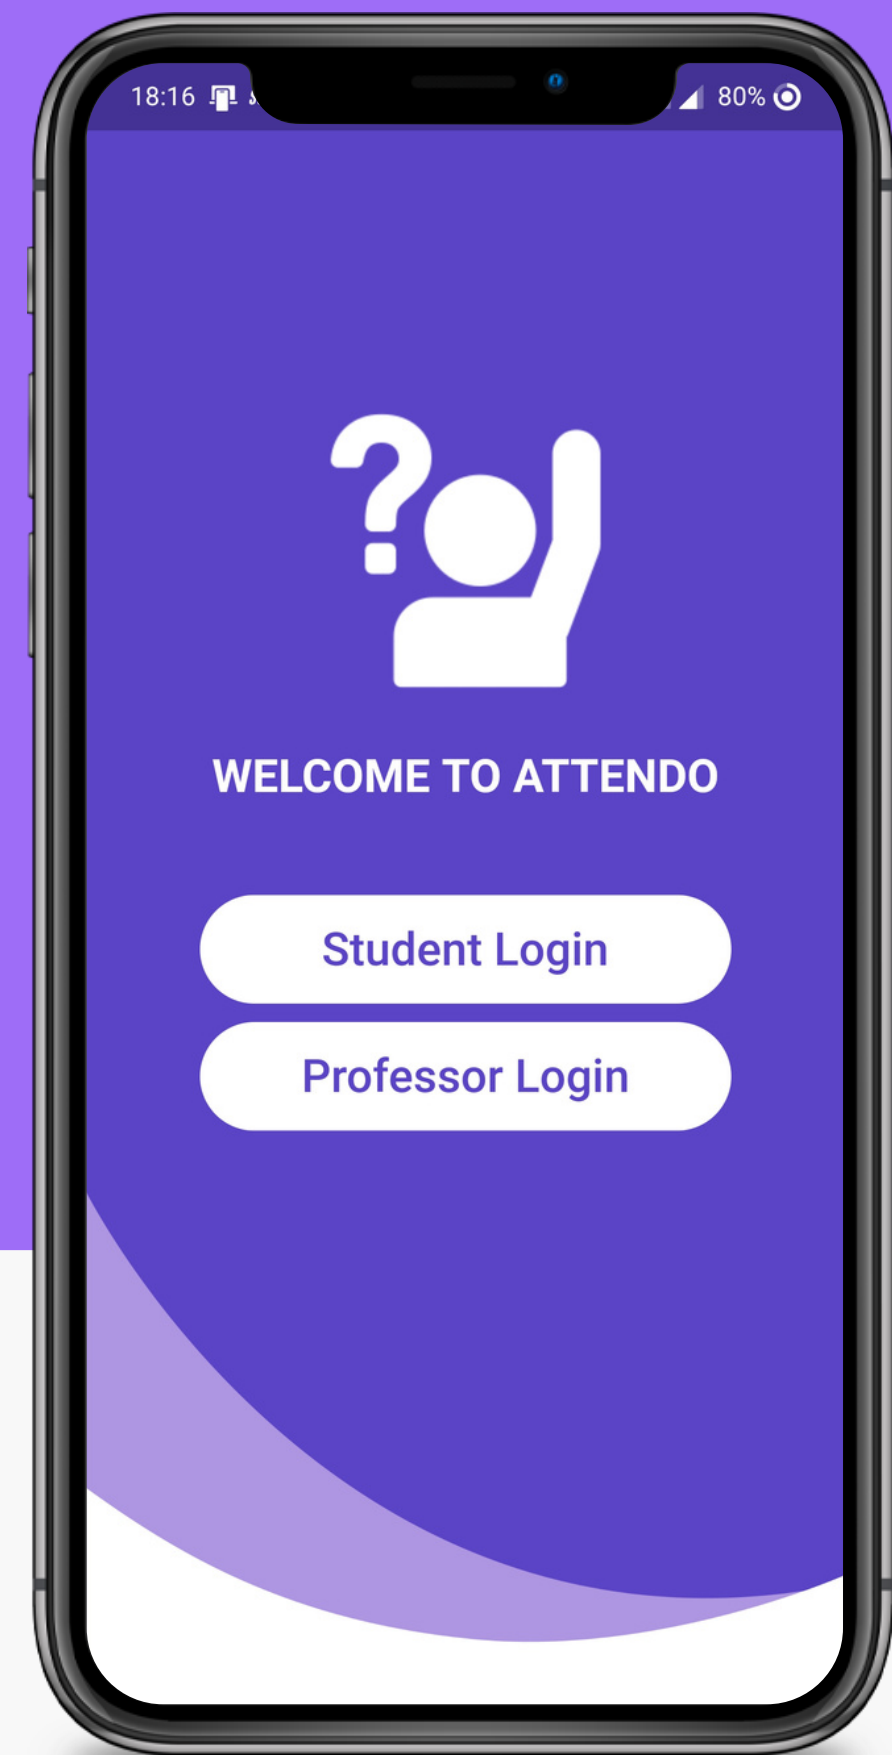 18:16 80%
?
WELCOME TO ATTENDO
Student Login
Professor Login